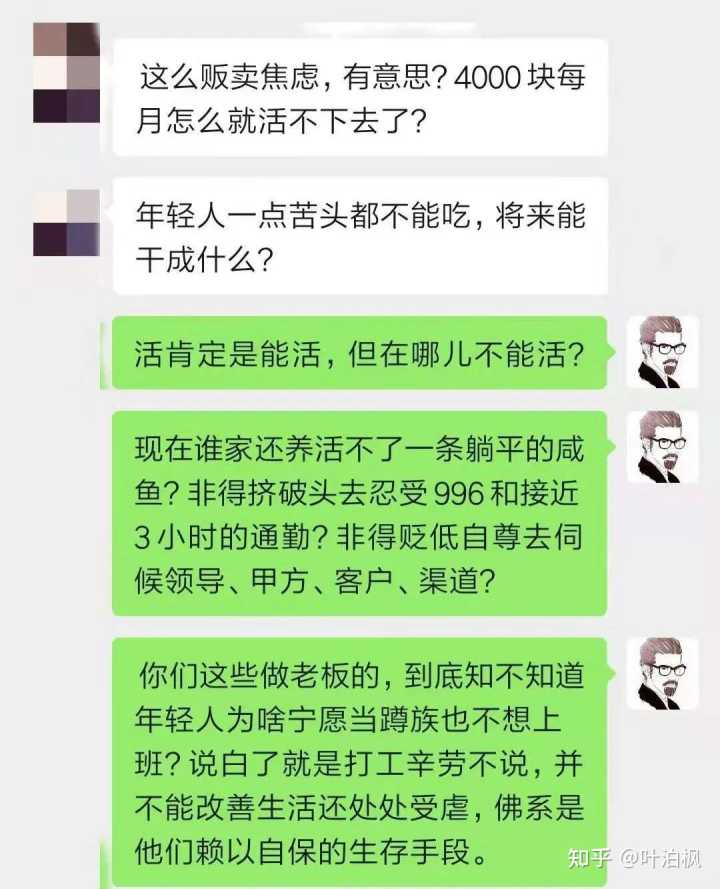 这么贩卖焦虑，有意思？4000块每
月怎么就活不下去了？
年轻人一点苦头都不能吃，将来能
干成什么？
活肯定是能活，但在哪儿不能活？
现在谁家还养活不了一条躺平的咸
鱼？非得挤破头去忍受996和接近
3小时的通勤？非得贬低自尊去伺
候领导、甲方、客户、渠道？
你们这些做老板的，到底知不知道
年轻人为啥宁愿当蹲族也不想上
班？说白了就是打工辛劳不说，并
不能改善生活还处处受虐，佛系是
他们赖以自保的生存手段。
知乎 @叶泊枫